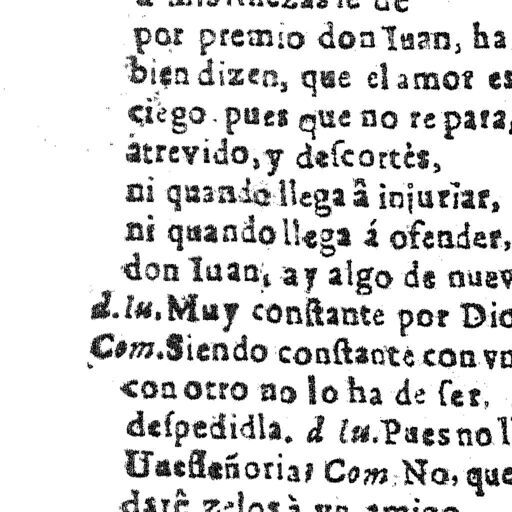 por premio don Iuan, ha
bien dizen, que el amor es
ciego. pues que no repara,
atrevido, y deſcortès,
ni quando llega â injuriar,
ni quando llega á ofender,
don Iuan, ay algo de nuev
d. Iu. Muy conſtante por Dio
Com. Siendo conſtante con vn
con otro no lo ha de ſer,
deſpedidla. d Iu. Pues no l
Ueſſeñoria; Com. No, que
darê zelos à un amigo